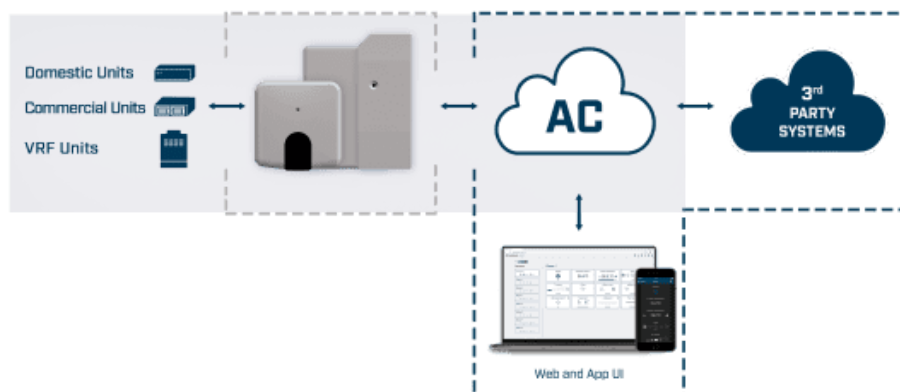 Domestic Units
Commercial Units
VRF Units
AC
3rd
PARTY
SYSTEMS
Web and App UI